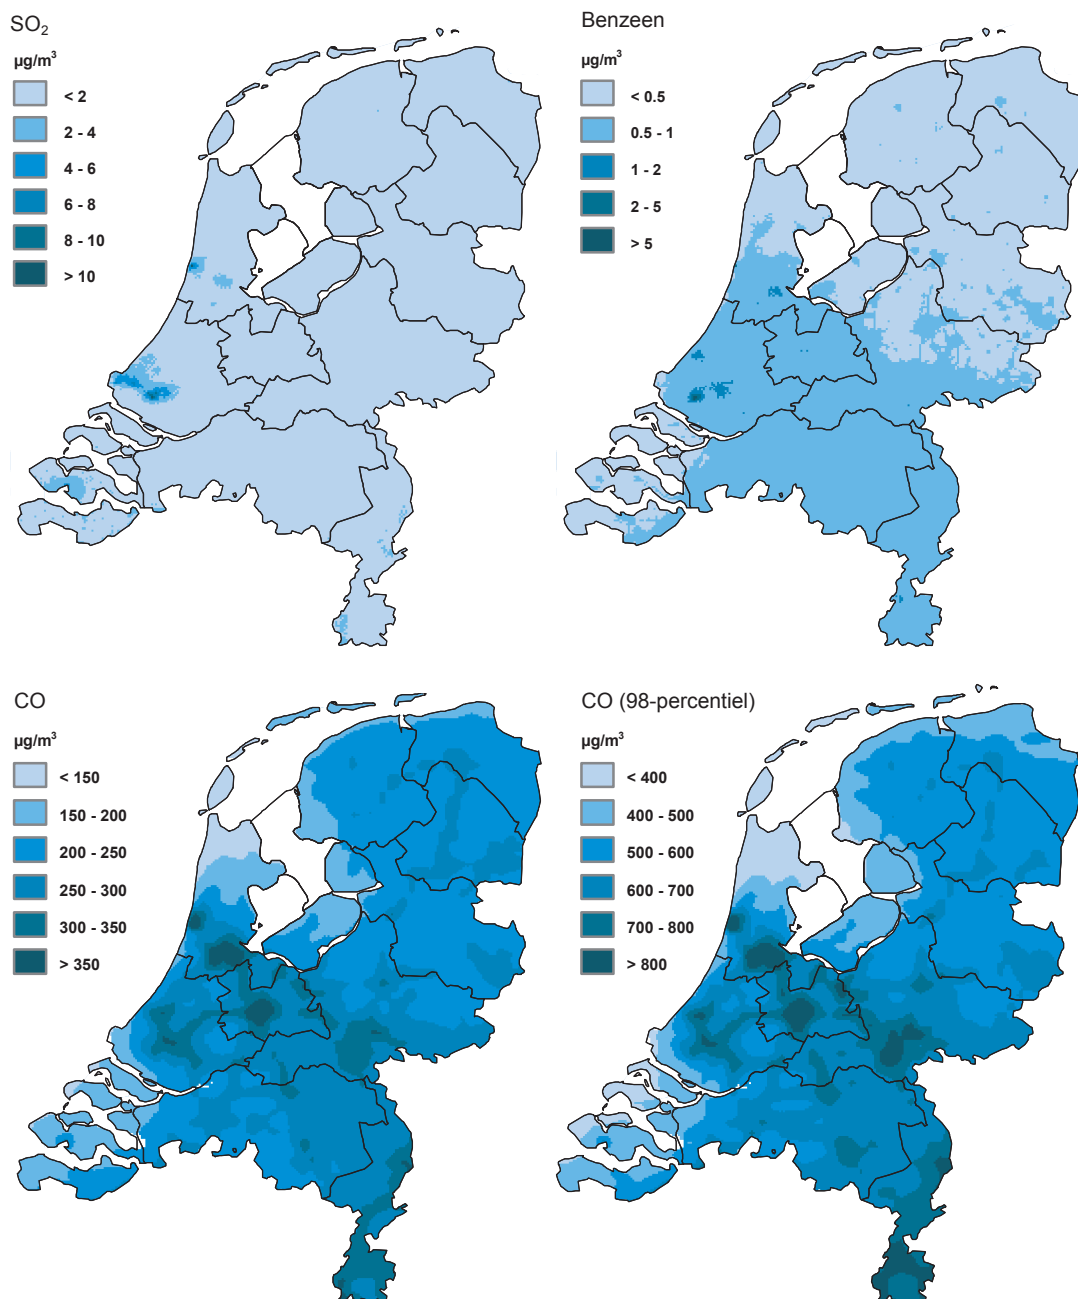 SO₂
µg/m³
< 2
2 - 4
4 - 6
6 - 8
8 - 10
> 10
Benzeen
µg/m³
< 0.5
0.5 - 1
1 - 2
2 - 5
> 5
CO
µg/m³
< 150
150 - 200
200 - 250
250 - 300
300 - 350
> 350
CO (98-percentiel)
µg/m³
< 400
400 - 500
500 - 600
600 - 700
700 - 800
> 800